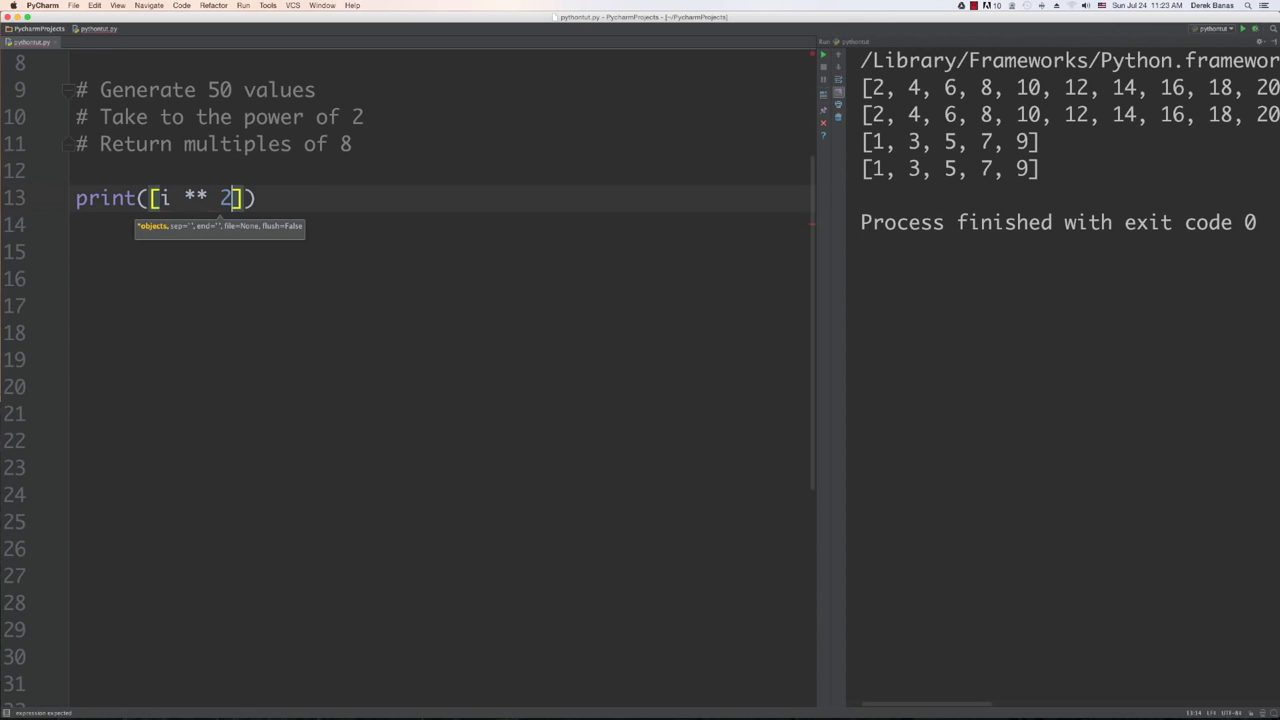 PyCharm File Edit View Navigate Code Refactor Run Tools VCS Window Help 10 Sun Jul 24 11:23 AM Derek Banas
pythontut.py - PycharmProjects - [~/PycharmProjects]
PycharmProjects pythontut.py pythontut
pythontut.py Run: pythontut
8
9 # Generate 50 values
10 # Take to the power of 2
11 # Return multiples of 8
12
13 print([i ** 2])
*objects, sep=' ', end='', file=None, flush=False
14
15
16
17
18
19
20
21
22
23
24
25
26
27
28
29
30
31
/Library/Frameworks/Python.framewor
[2, 4, 6, 8, 10, 12, 14, 16, 18, 20
[2, 4, 6, 8, 10, 12, 14, 16, 18, 20
[1, 3, 5, 7, 9]
[1, 3, 5, 7, 9]
Process finished with exit code 0
expression expected 13:14 LF≑ UTF-8≑